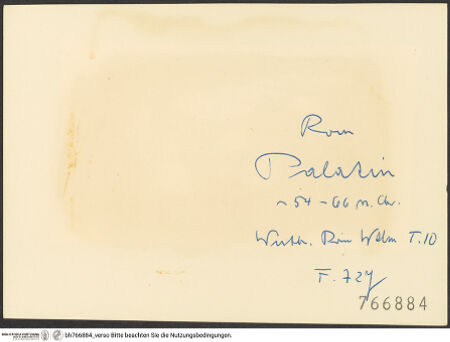 Rom
Palatin
~ 54 - 66 n. Chr.
Wirth. Röm Wdm T. 10
F. 727
766884
bh766884_verso Bitte beachten Sie die Nutzungsbedingungen.